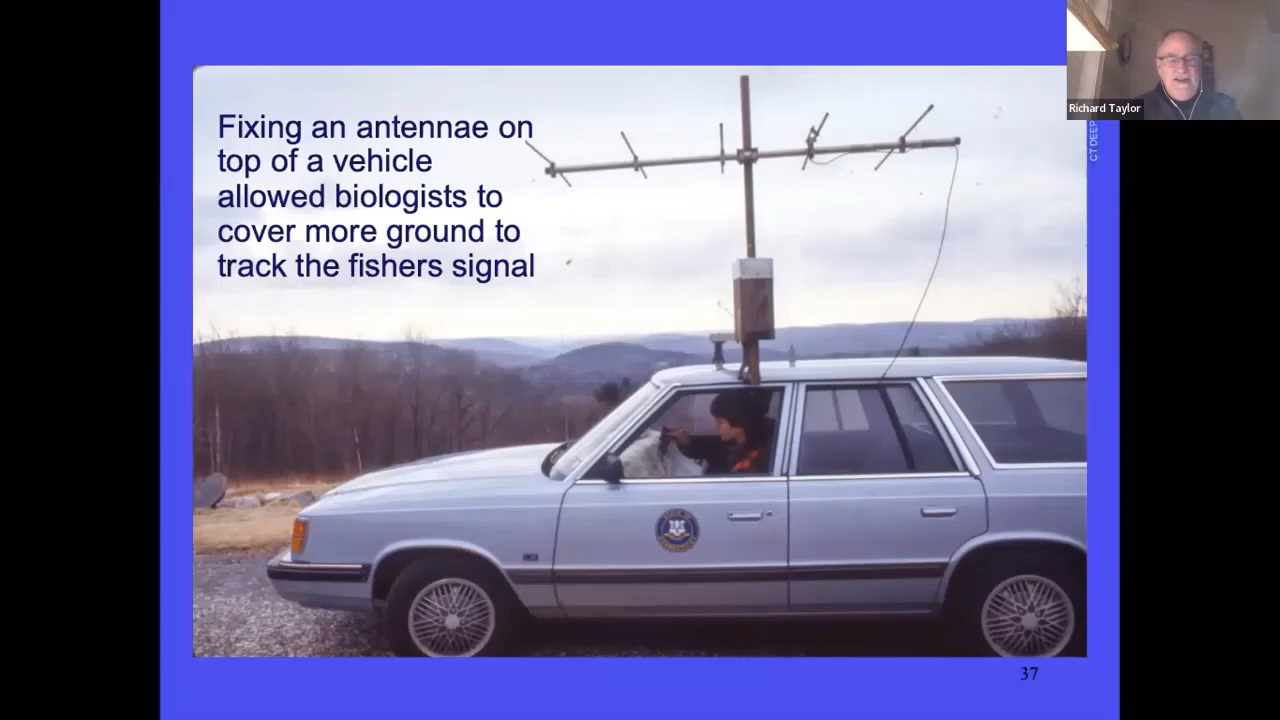 Fixing an antennae on
top of a vehicle
allowed biologists to
cover more ground to
track the fishers signal
Richard Taylor
CT DEEP
37